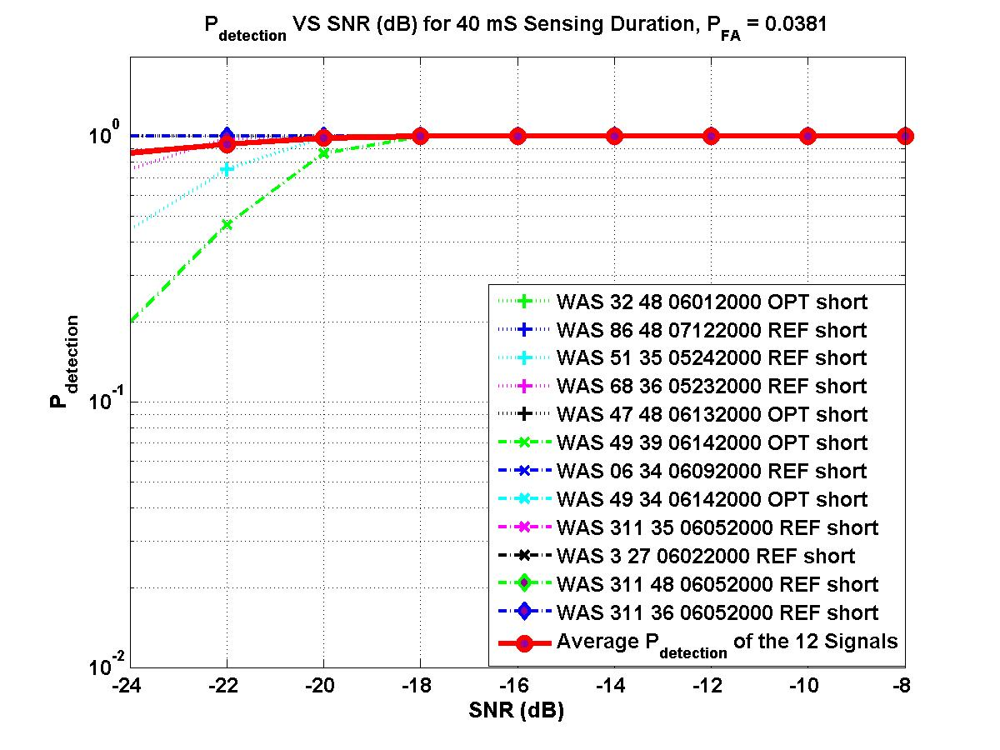 P_detection VS SNR (dB) for 40 mS Sensing Duration, P_FA = 0.0381
10^0
10^-1
10^-2
P_detection
WAS 32 48 06012000 OPT short
WAS 86 48 07122000 REF short
WAS 51 35 05242000 REF short
WAS 68 36 05232000 REF short
WAS 47 48 06132000 OPT short
WAS 49 39 06142000 OPT short
WAS 06 34 06092000 REF short
WAS 49 34 06142000 OPT short
WAS 311 35 06052000 REF short
WAS 3 27 06022000 REF short
WAS 311 48 06052000 REF short
WAS 311 36 06052000 REF short
Average P_detection of the 12 Signals
-24 -22 -20 -18 -16 -14 -12 -10 -8
SNR (dB)